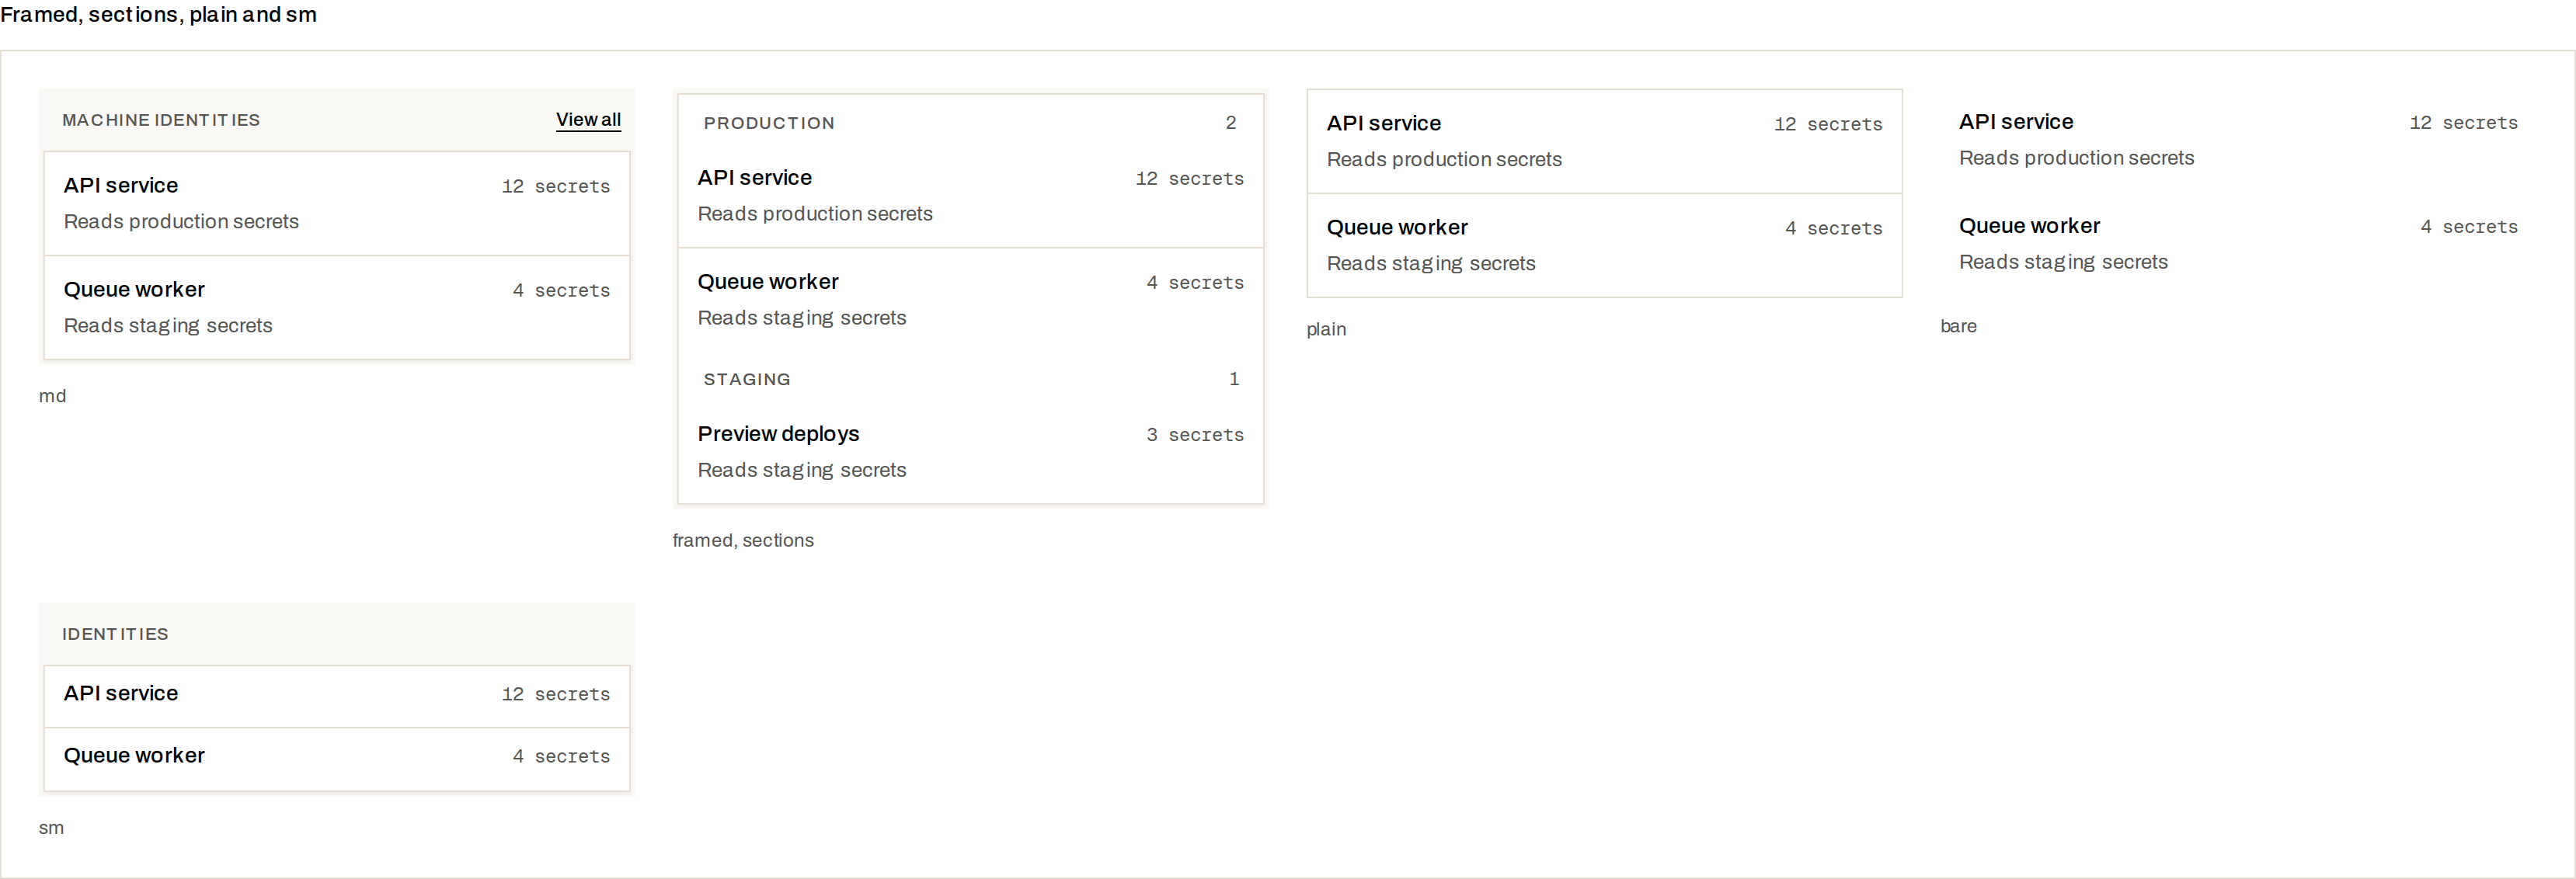 Framed, sections, plain and sm
MACHINE IDENTITIES View all
API service 12 secrets
Reads production secrets
Queue worker 4 secrets
Reads staging secrets
md
PRODUCTION 2
API service 12 secrets
Reads production secrets
Queue worker 4 secrets
Reads staging secrets
STAGING 1
Preview deploys 3 secrets
Reads staging secrets
framed, sections
API service 12 secrets
Reads production secrets
Queue worker 4 secrets
Reads staging secrets
plain
API service 12 secrets
Reads production secrets
Queue worker 4 secrets
Reads staging secrets
bare
IDENTITIES
API service 12 secrets
Queue worker 4 secrets
sm